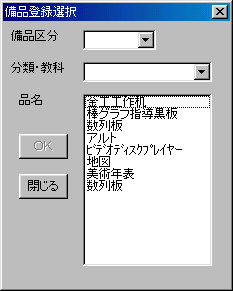 備品登録選択
備品区分
分類・教科
品名
金工工作机
棒グラフ指導黒板
数列板
アルト
ﾋﾞﾃﾞｵﾃﾞｨｽｸﾌﾟﾚｲﾔｰ
地図
美術年表
数列板
OK
閉じる